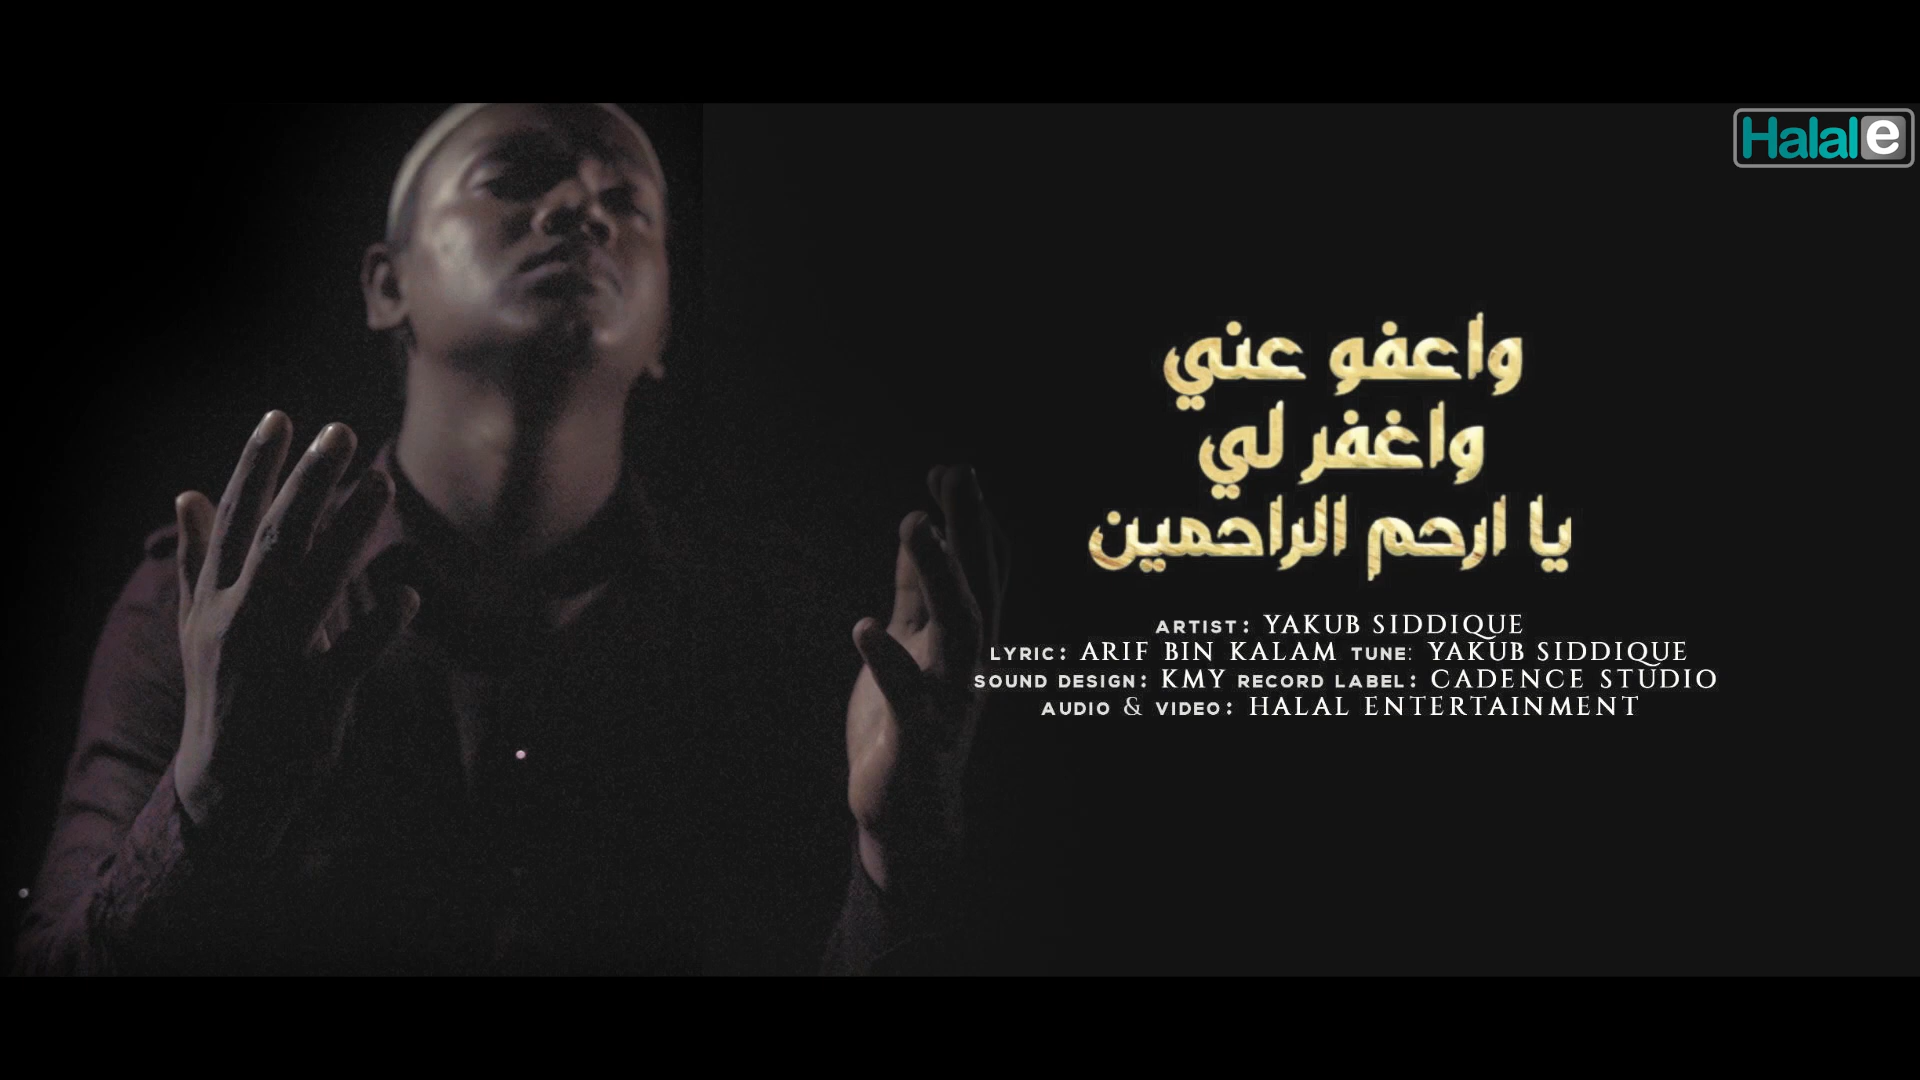 Halal e
واعفو عني
واغفر لي
يا ارحم الراحمين
ARTIST: YAKUB SIDDIQUE
LYRIC: ARIF BIN KALAM TUNE: YAKUB SIDDIQUE
SOUND DESIGN: KMY RECORD LABEL: CADENCE STUDIO
AUDIO & VIDEO: HALAL ENTERTAINMENT